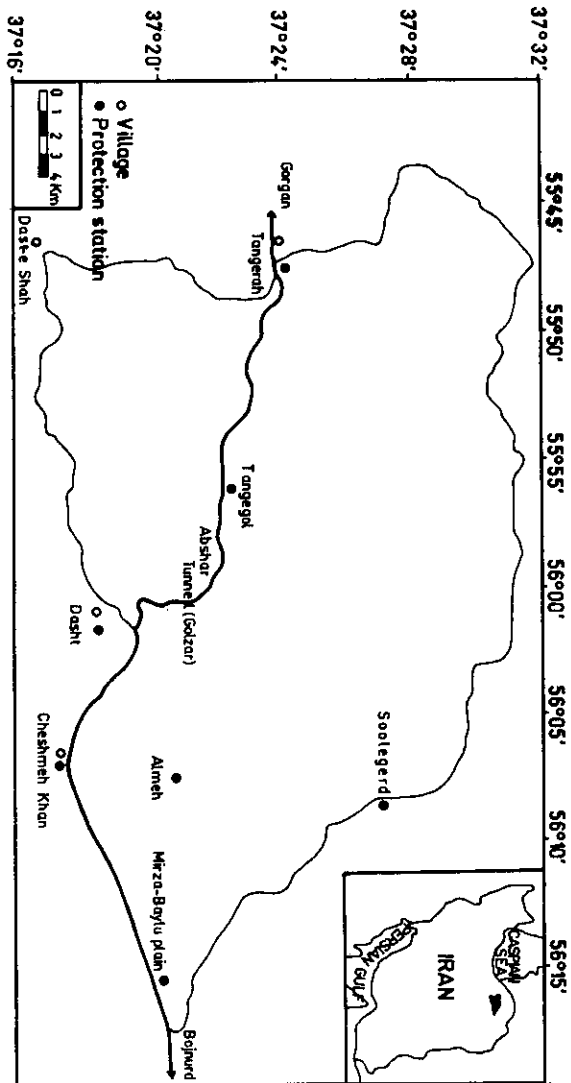 55°45'
55°50'
55°55'
56°00'
56°05'
56°10'
56°15'
37°32'
37°28'
37°24'
37°20'
37°16'
CASPIAN
SEA
IRAN
PERSIAN
GULF
Soolegerd
Gorgan
Tangerah
Tangegol
Abshar
Tunnell (Golzar)
Almeh
Mirza-Baylu plain
Bojnurd
Dasht
Cheshmeh Khan
Daste Shah
Village
Protection station
0 1 2 3 4 Km